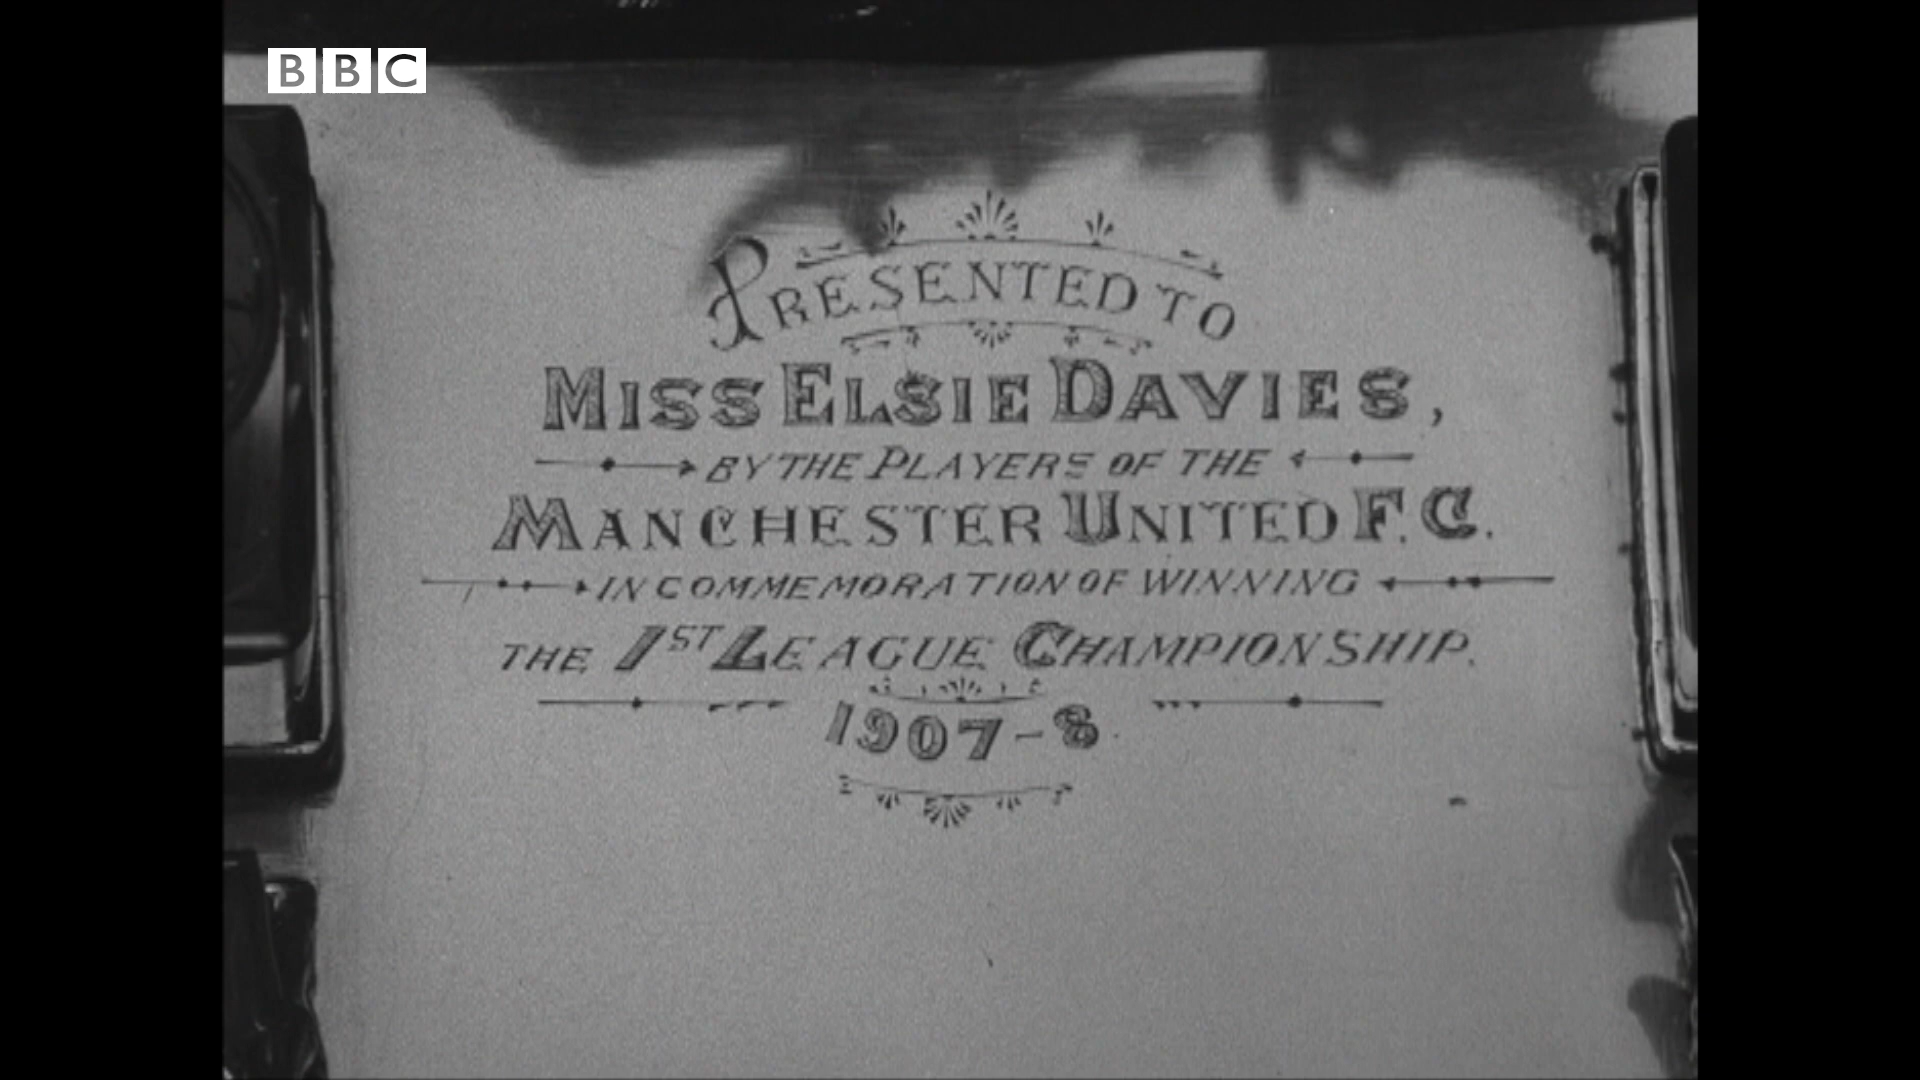 BBC
PRESENTED TO
MISS ELSIE DAVIES,
BY THE PLAYERS OF THE
MANCHESTER UNITED F.C.
IN COMMEMORATION OF WINNING
THE 1ST LEAGUE CHAMPIONSHIP.
1907-8.